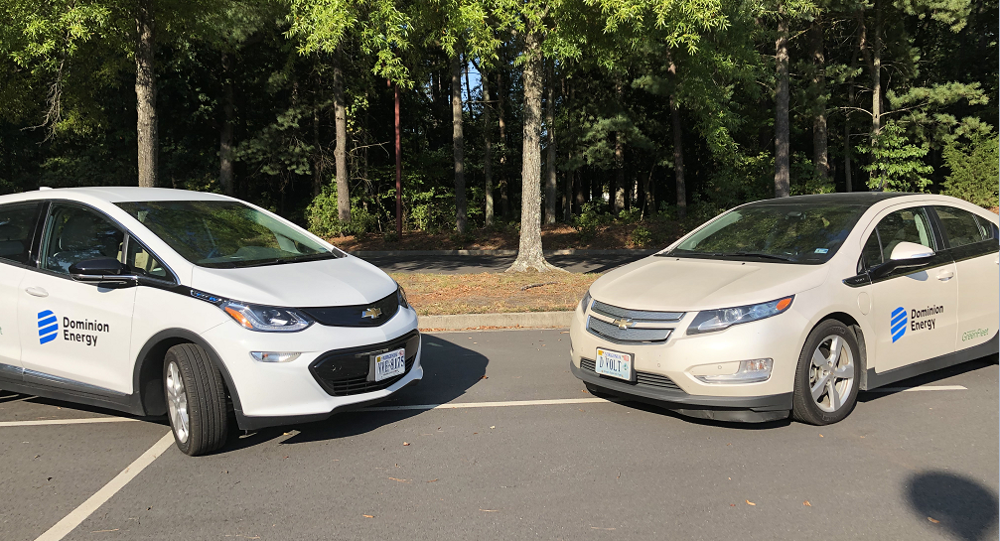 Dominion
Energy
VVE-8175
D VOLT
Dominion
Energy
GreenFleet